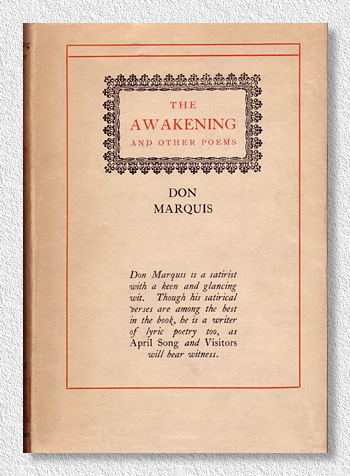 THE
AWAKENING
AND OTHER POEMS
DON
MARQUIS
Don Marquis is a satirist
with a keen and glancing
wit. Though his satirical
verses are among the best
in the book, he is a writer
of lyric poetry too, as
April Song and Visitors
will bear witness.